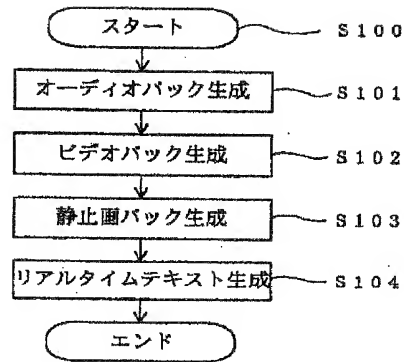 スタート S100
オーディオパック生成 S101
ビデオパック生成 S102
静止画パック生成 S103
リアルタイムテキスト生成 S104
エンド